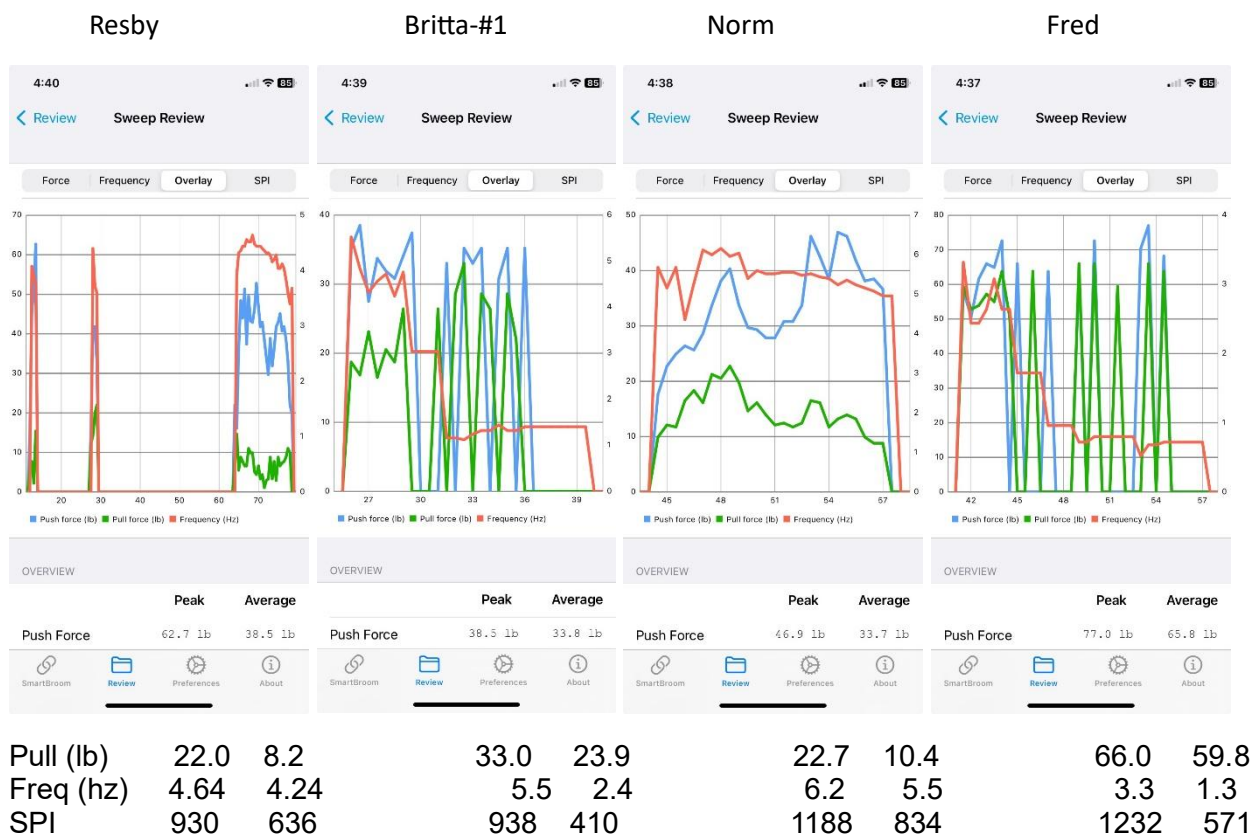 Resby Britta-#1 Norm Fred
4:40 85 4:39 85 4:38 85 4:37 85
Review Sweep Review Review Sweep Review Review Sweep Review Review Sweep Review
Force Frequency Overlay SPI Force Frequency Overlay SPI Force Frequency Overlay SPI Force Frequency Overlay SPI
70 5 40 6 50 7 80 4
60 4 30 5 40 6 70 3
50 3 20 4 30 5 60 2
40 2 10 3 20 4 50 1
30 1 0 2 10 3 40 0
20 0 1 0 2 30
10 0 1 20
0 0 10
0
20 30 40 50 60 70 27 30 33 36 39 45 48 51 54 57 42 45 48 51 54 57
Push force (lb) Pull force (lb) Frequency (Hz) Push force (lb) Pull force (lb) Frequency (Hz) Push force (lb) Pull force (lb) Frequency (Hz) Push force (lb) Pull force (lb) Frequency (Hz)
OVERVIEW OVERVIEW OVERVIEW OVERVIEW
Peak Average Peak Average Peak Average Peak Average
Push Force 62.7 lb 38.5 lb Push Force 38.5 lb 33.8 lb Push Force 46.9 lb 33.7 lb Push Force 77.0 lb 65.8 lb
SmartBroom Review Preferences About SmartBroom Review Preferences About SmartBroom Review Preferences About SmartBroom Review Preferences About
Pull (lb) 22.0 8.2 33.0 23.9 22.7 10.4 66.0 59.8
Freq (hz) 4.64 4.24 5.5 2.4 6.2 5.5 3.3 1.3
SPI 930 636 938 410 1188 834 1232 571